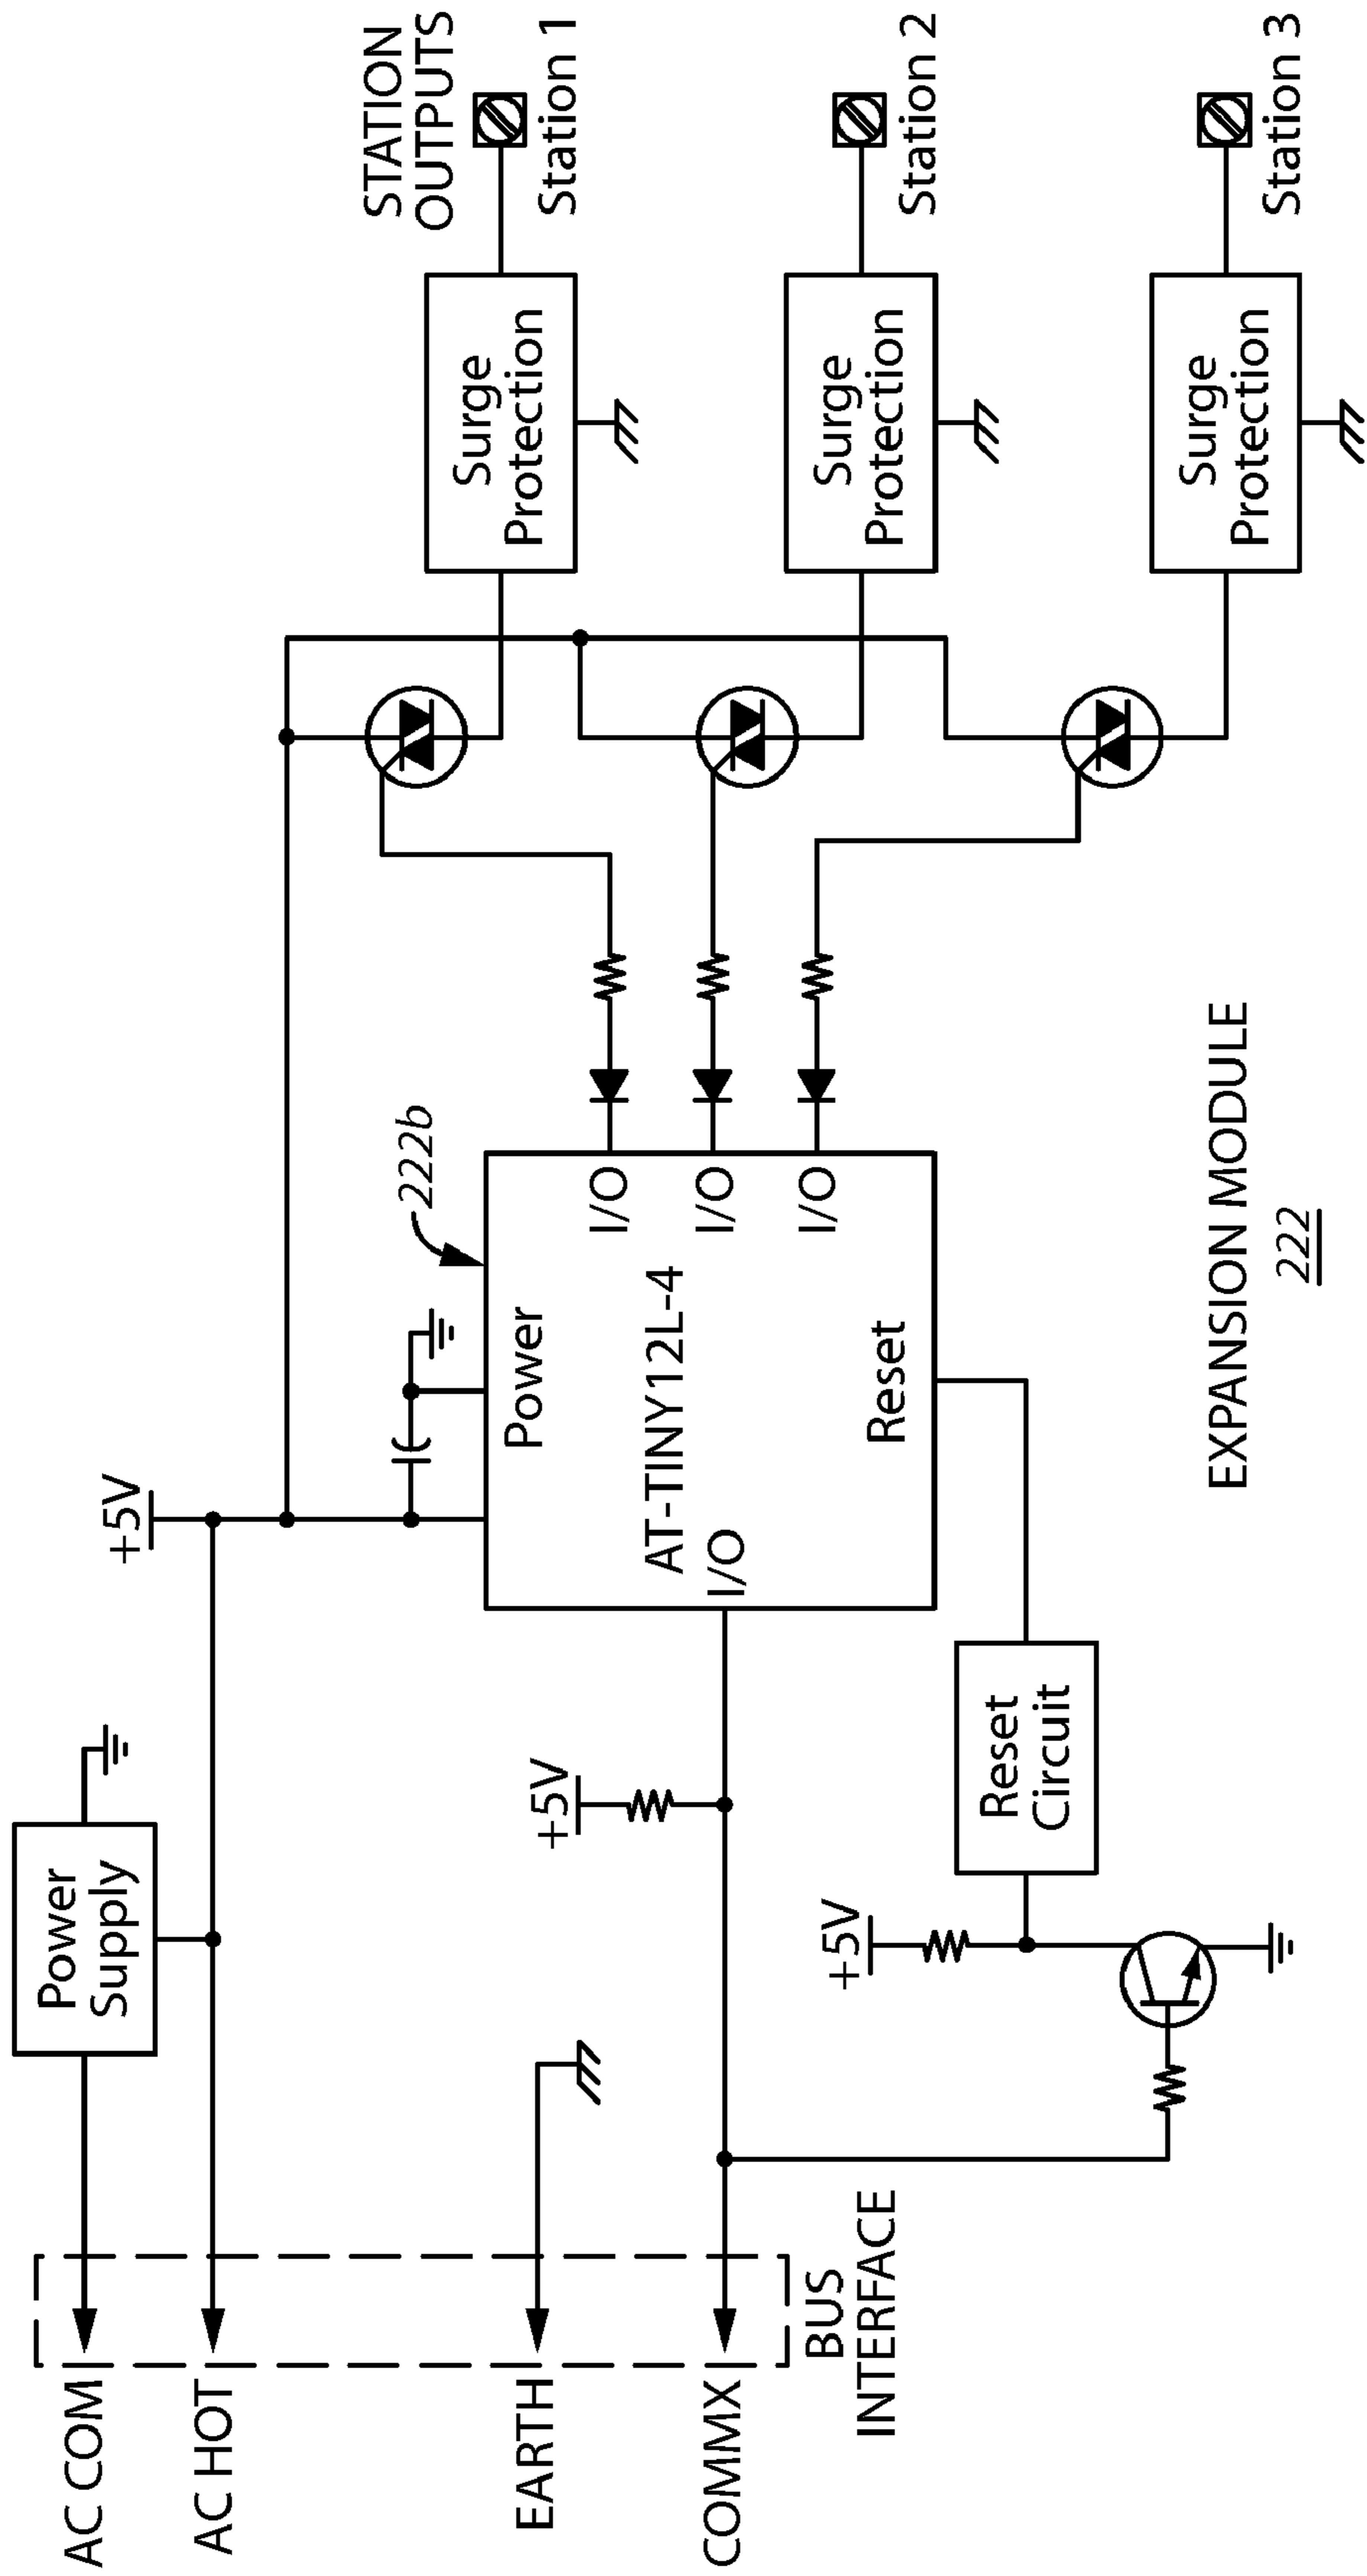 AC COM
AC HOT
EARTH
COMMX
BUS
INTERFACE
Power
Supply
+5V
+5V
+5V
Reset
Circuit
222b
Power
AT-TINY12L-4
I/O
I/O
I/O
I/O
Reset
Surge
Protection
Surge
Protection
Surge
Protection
STATION
OUTPUTS
Station 1
Station 2
Station 3
EXPANSION MODULE
222